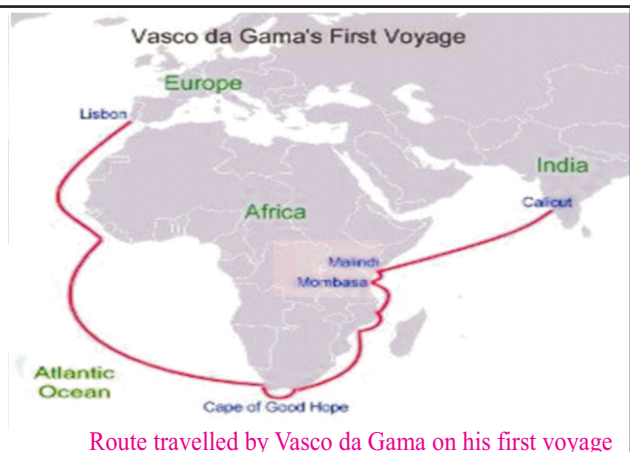 Vasco da Gama's First Voyage
Europe
Lisbon
India
Calicut
Africa
Malindi
Mombasa
Atlantic
Ocean
Cape of Good Hope
Route travelled by Vasco da Gama on his first voyage